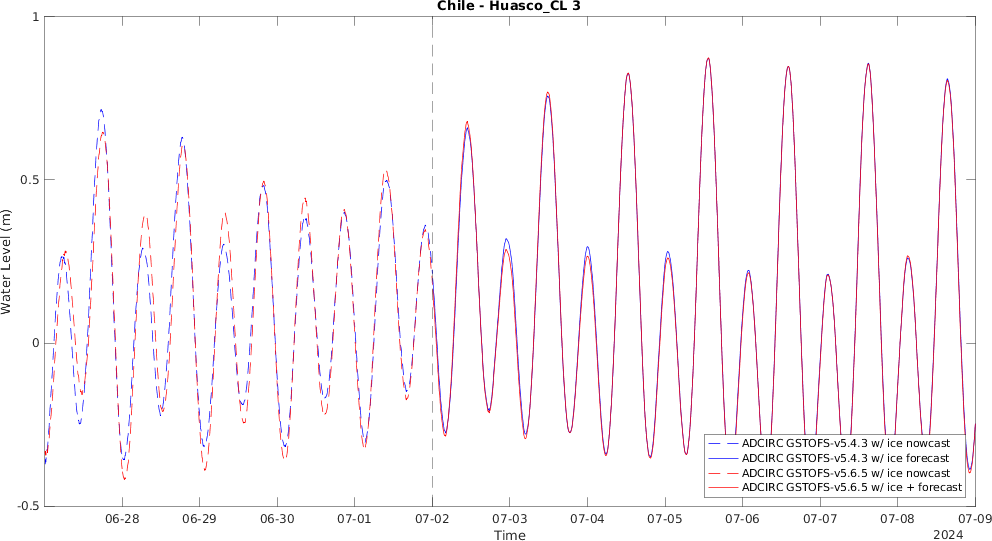 Chile - Huasco_CL 3
Water Level (m)
1
0.5
0
-0.5
ADCIRC GSTOFS-v5.4.3 w/ ice nowcast
ADCIRC GSTOFS-v5.4.3 w/ ice forecast
ADCIRC GSTOFS-v5.6.5 w/ ice nowcast
ADCIRC GSTOFS-v5.6.5 w/ ice + forecast
06-28 06-29 06-30 07-01 07-02 07-03 07-04 07-05 07-06 07-07 07-08 07-09
Time
2024